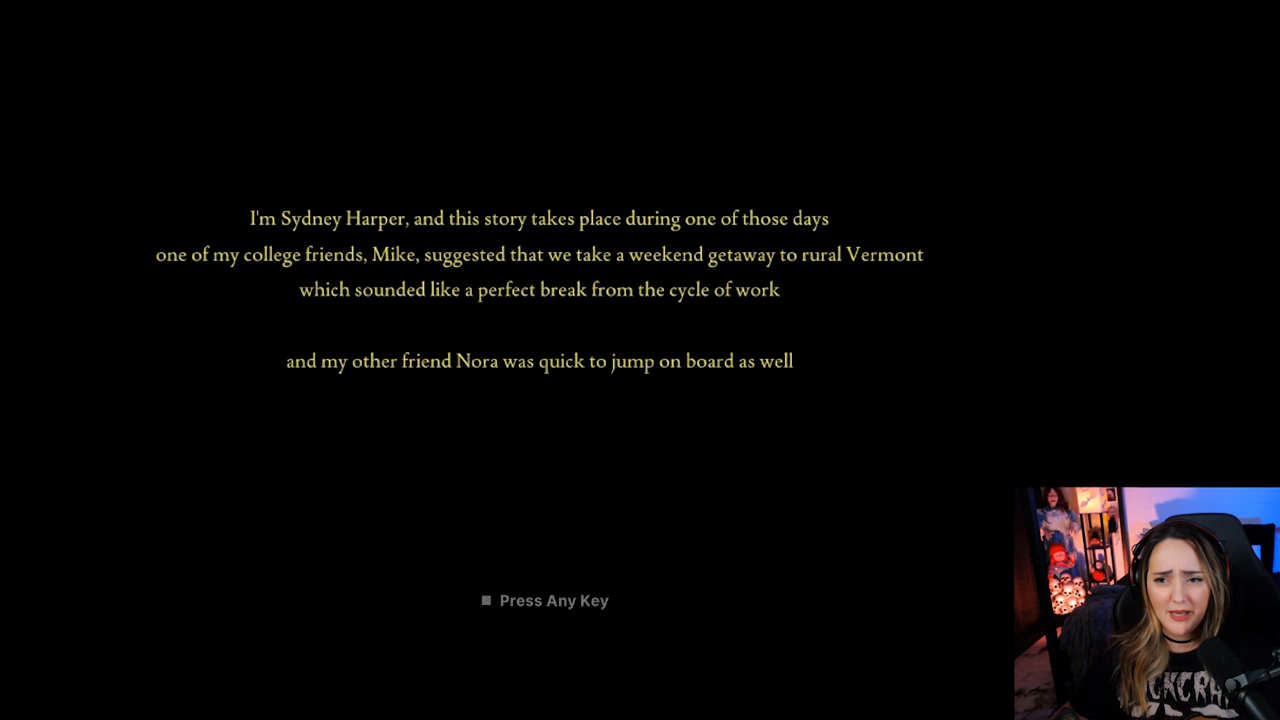 I'm Sydney Harper, and this story takes place during one of those days
one of my college friends, Mike, suggested that we take a weekend getaway to rural Vermont
which sounded like a perfect break from the cycle of work
and my other friend Nora was quick to jump on board as well
Press Any Key